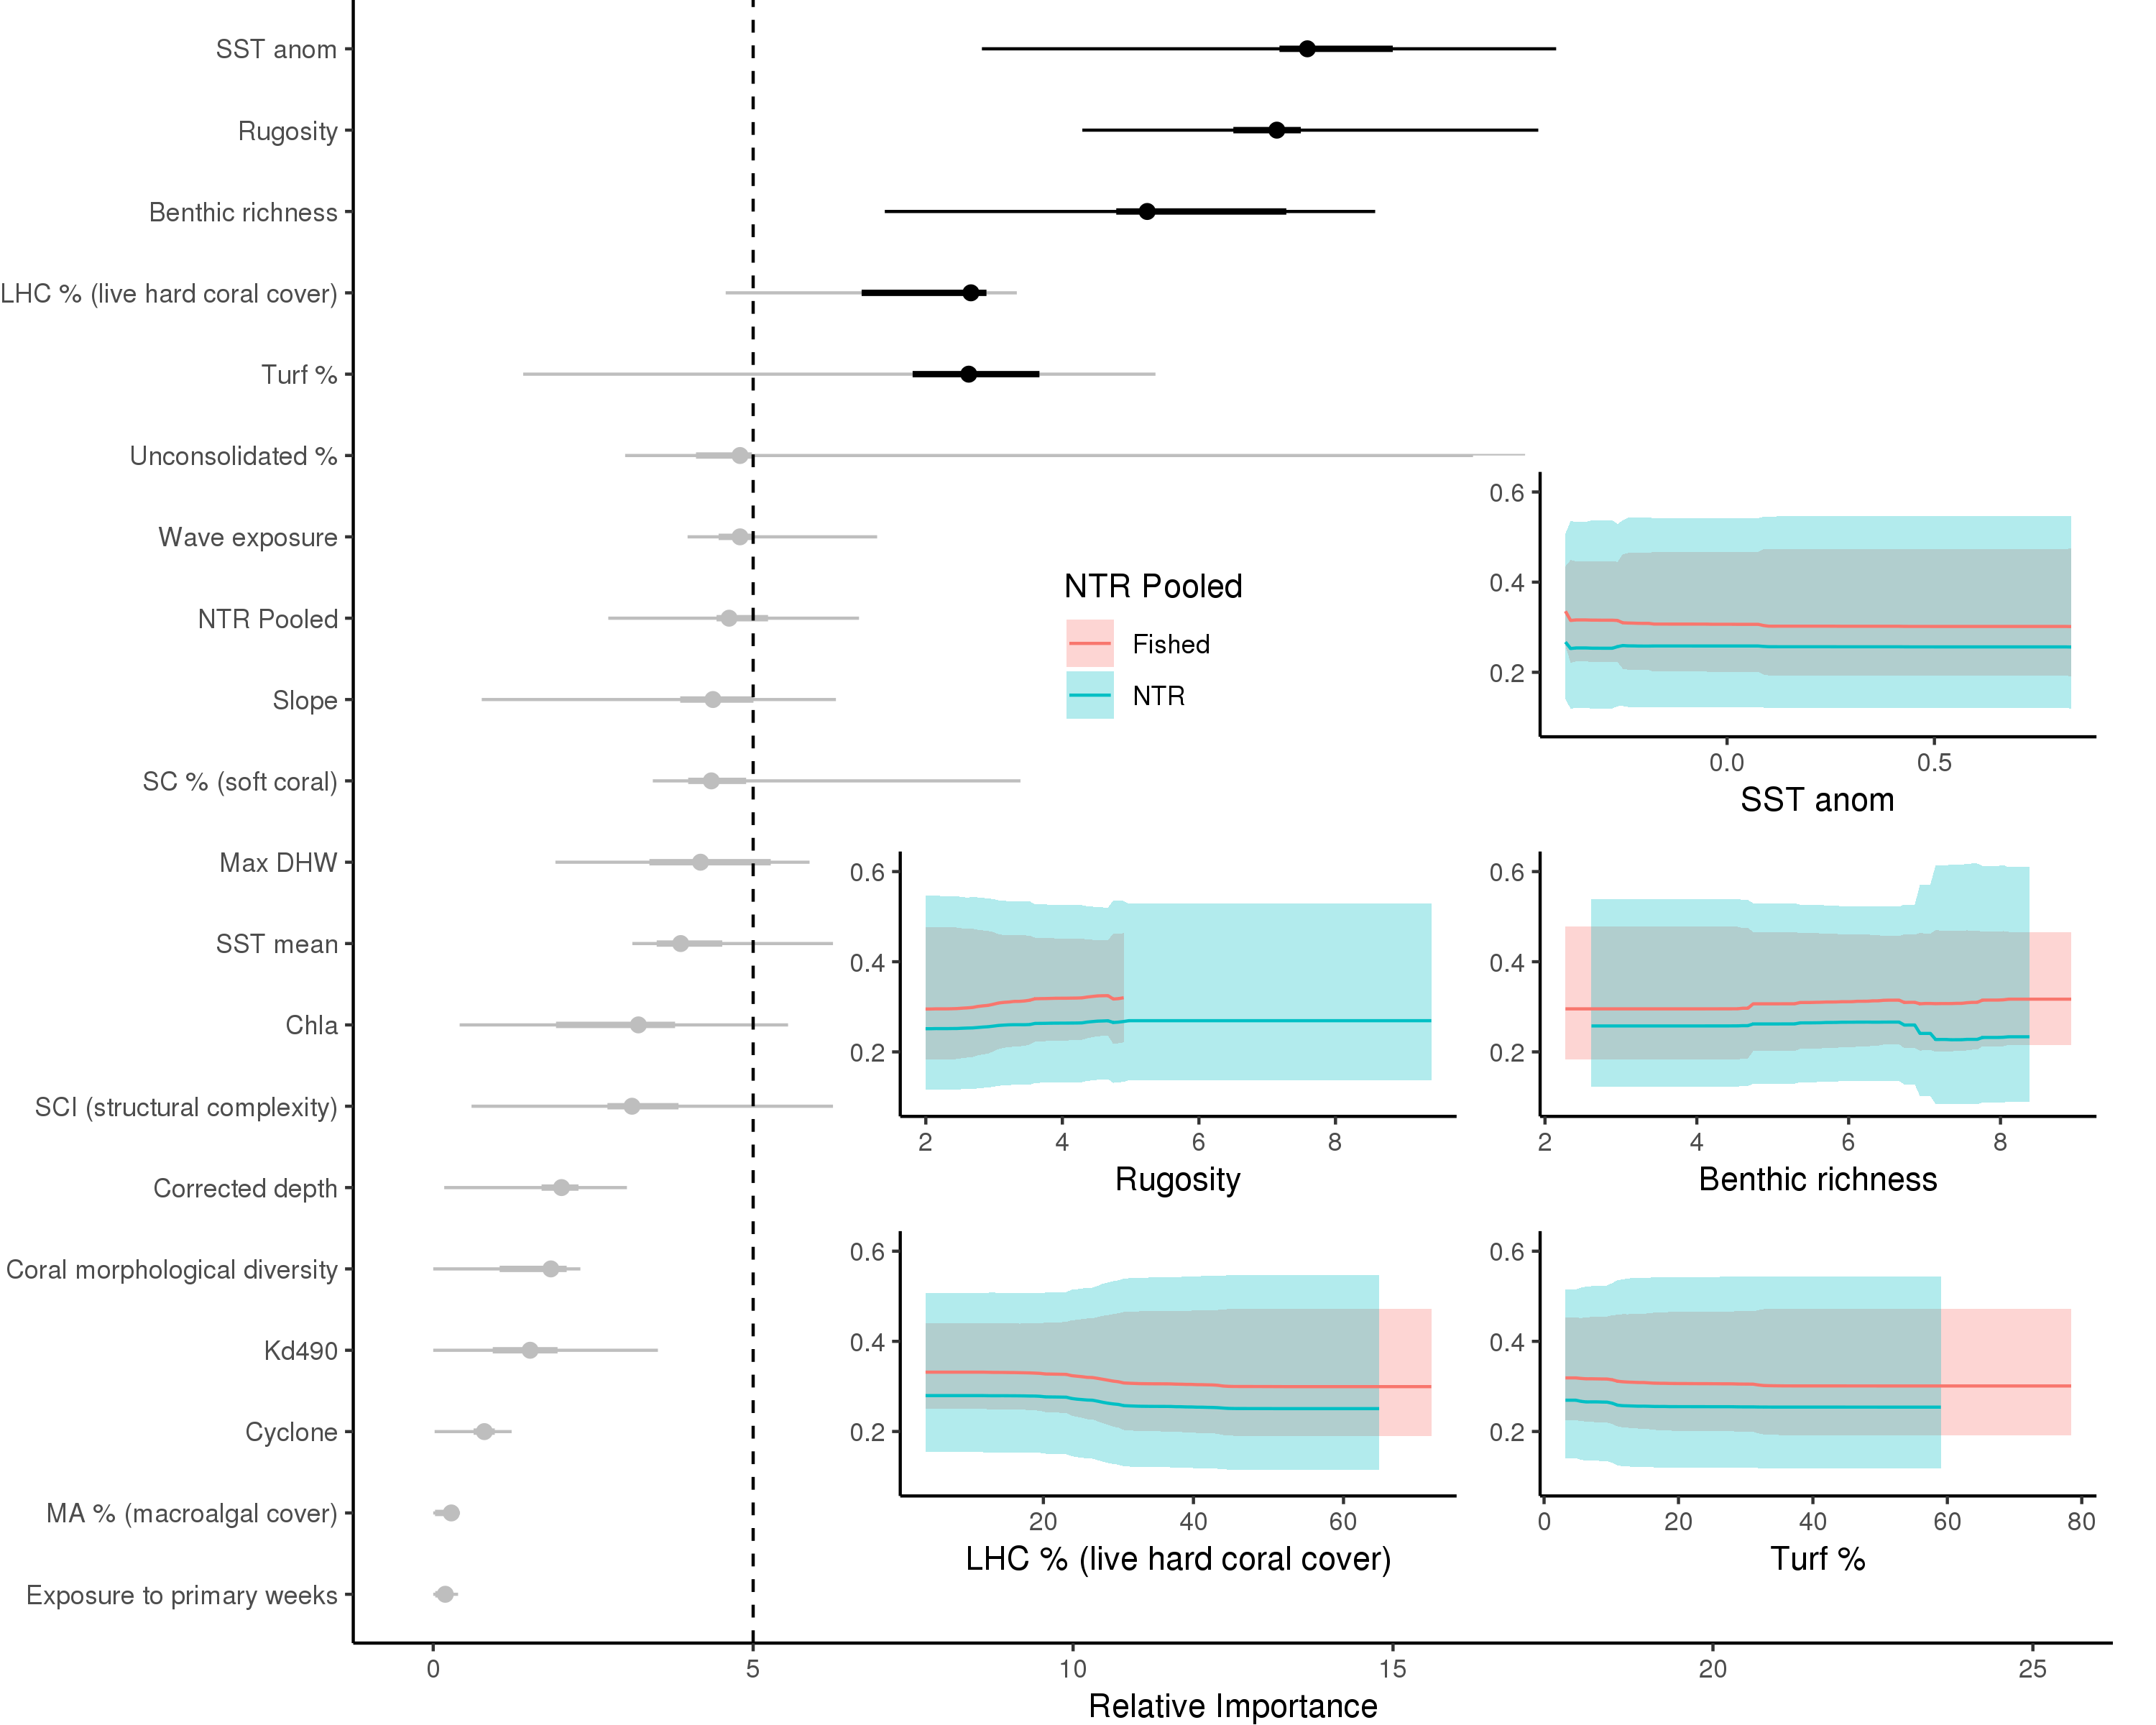 SST anom
Rugosity
Benthic richness
LHC % (live hard coral cover)
Turf %
Unconsolidated %
Wave exposure
NTR Pooled
Slope
SC % (soft coral)
Max DHW
SST mean
Chla
SCI (structural complexity)
Corrected depth
Coral morphological diversity
Kd490
Cyclone
MA % (macroalgal cover)
Exposure to primary weeks
0 5 10 15 20 25
Relative Importance
NTR Pooled
Fished
NTR
0.6
0.4
0.2
0.0 0.5
SST anom
0.6
0.4
0.2
2 4 6 8
Rugosity
0.6
0.4
0.2
2 4 6 8
Benthic richness
0.6
0.4
0.2
20 40 60
LHC % (live hard coral cover)
0.6
0.4
0.2
0 20 40 60 80
Turf %